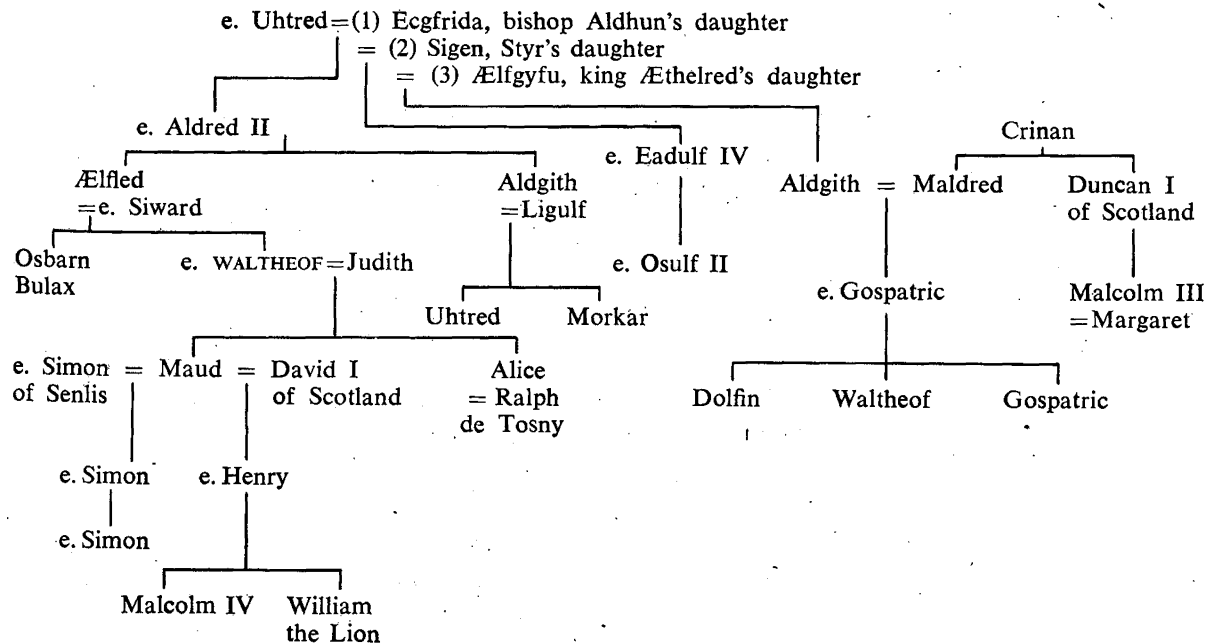 e. Uhtred=(1) Ecgfrida, bishop Aldhun's daughter
= (2) Sigen, Styr's daughter
= (3) Ælfgyfu, king Æthelred's daughter
e. Aldred II
Crinan
e. Eadulf IV
Ælfled
=e. Siward
Aldgith
=Ligulf
Aldgith = Maldred
Duncan I
of Scotland
Osbarn
Bulax
e. WALTHEOF=Judith
e. Osulf II
e. Gospatric
Malcolm III
=Margaret
Uhtred
Morkar
e. Simon = Maud = David I
of Senlis
of Scotland
Alice
= Ralph
de Tosny
Dolfin
Waltheof
Gospatric
e. Simon
e. Henry
e. Simon
Malcolm IV
William
the Lion